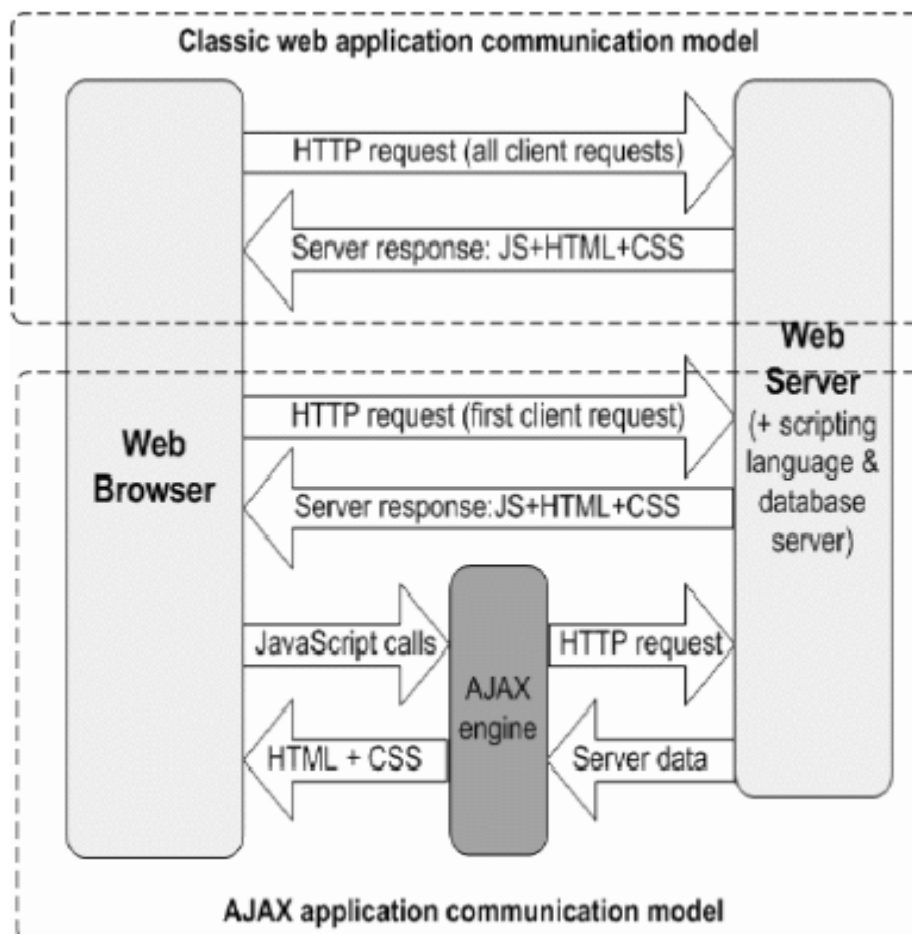 Classic web application communication model
HTTP request (all client requests)
Server response: JS+HTML+CSS
Web
Server
(+ scripting
language &
database
server)
HTTP request (first client request)
Web
Browser
Server response:JS+HTML+CSS
JavaScript calls
HTTP request
AJAX
engine
HTML + CSS
Server data
AJAX application communication model